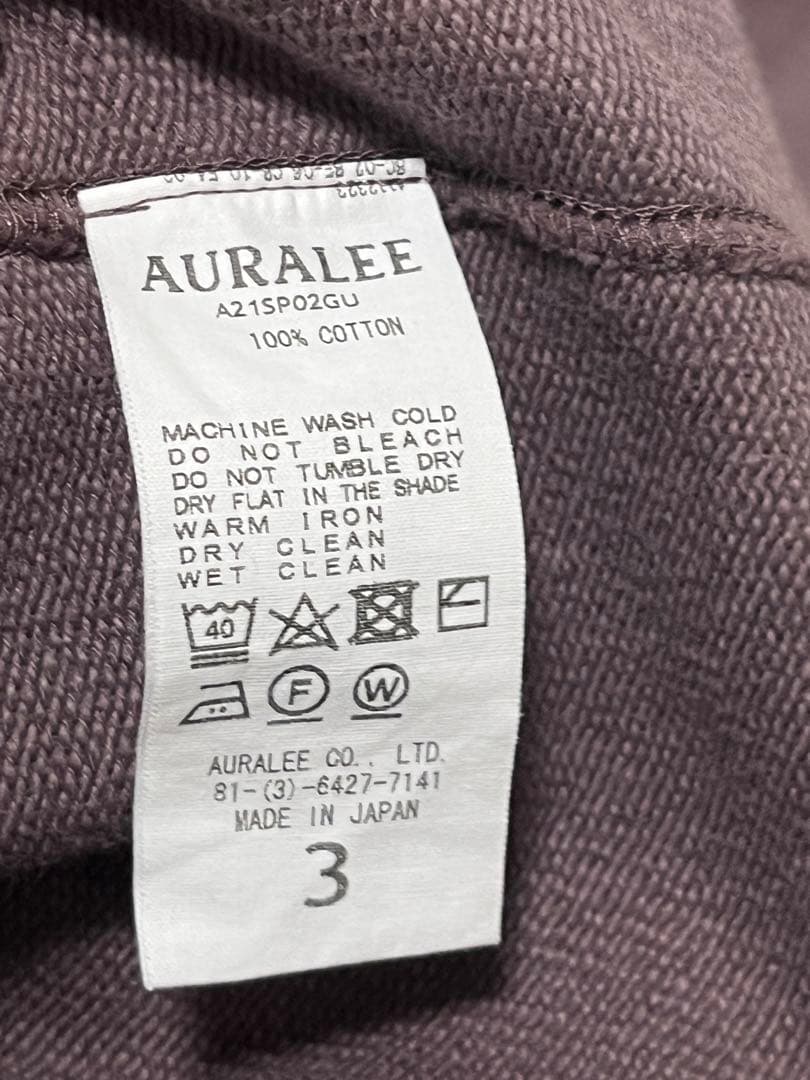 AURALEE
A21SP02GU
100% COTTON
MACHINE WASH COLD
DO NOT BLEACH
DO NOT TUMBLE DRY
DRY FLAT IN THE SHADE
WARM IRON
DRY CLEAN
WET CLEAN
40
F W
AURALEE CO., LTD.
81-(3)-6427-7141
MADE IN JAPAN
3